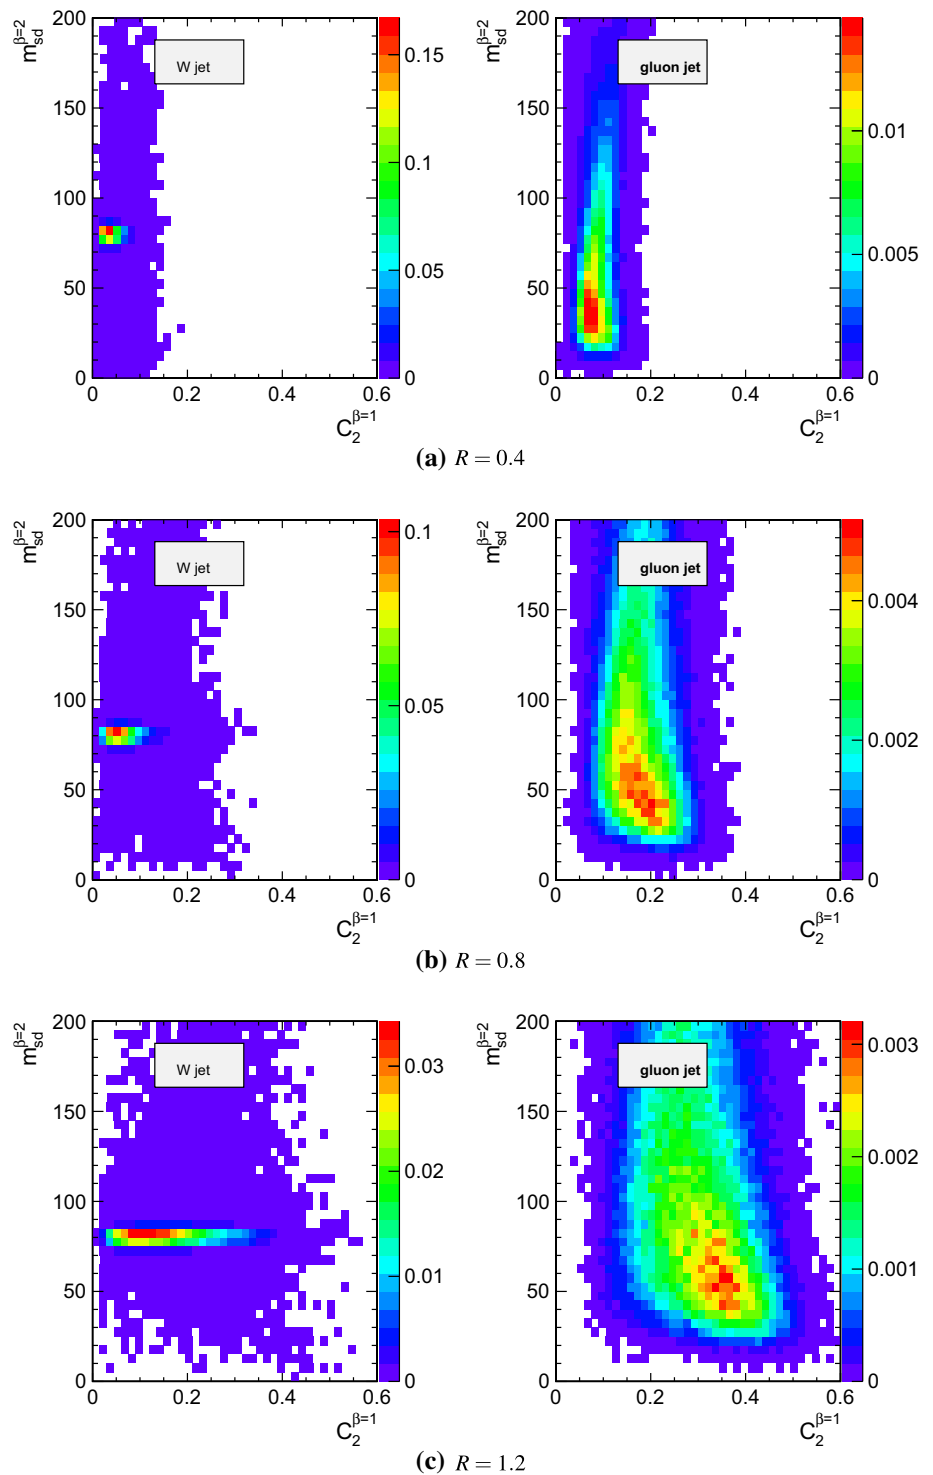 m_sd^β=2
200
150
100
50
0
0 0.2 0.4 0.6
C_2^β=1
W jet
0.15
0.1
0.05
0
m_sd^β=2
200
150
100
50
0
0 0.2 0.4 0.6
C_2^β=1
gluon jet
0.01
0.005
0
(a) R = 0.4
m_sd^β=2
200
150
100
50
0
0 0.2 0.4 0.6
C_2^β=1
W jet
0.1
0.05
0
m_sd^β=2
200
150
100
50
0
0 0.2 0.4 0.6
C_2^β=1
gluon jet
0.004
0.002
0
(b) R = 0.8
m_sd^β=2
200
150
100
50
0
0 0.2 0.4 0.6
C_2^β=1
W jet
0.03
0.02
0.01
0
m_sd^β=2
200
150
100
50
0
0 0.2 0.4 0.6
C_2^β=1
gluon jet
0.003
0.002
0.001
0
(c) R = 1.2